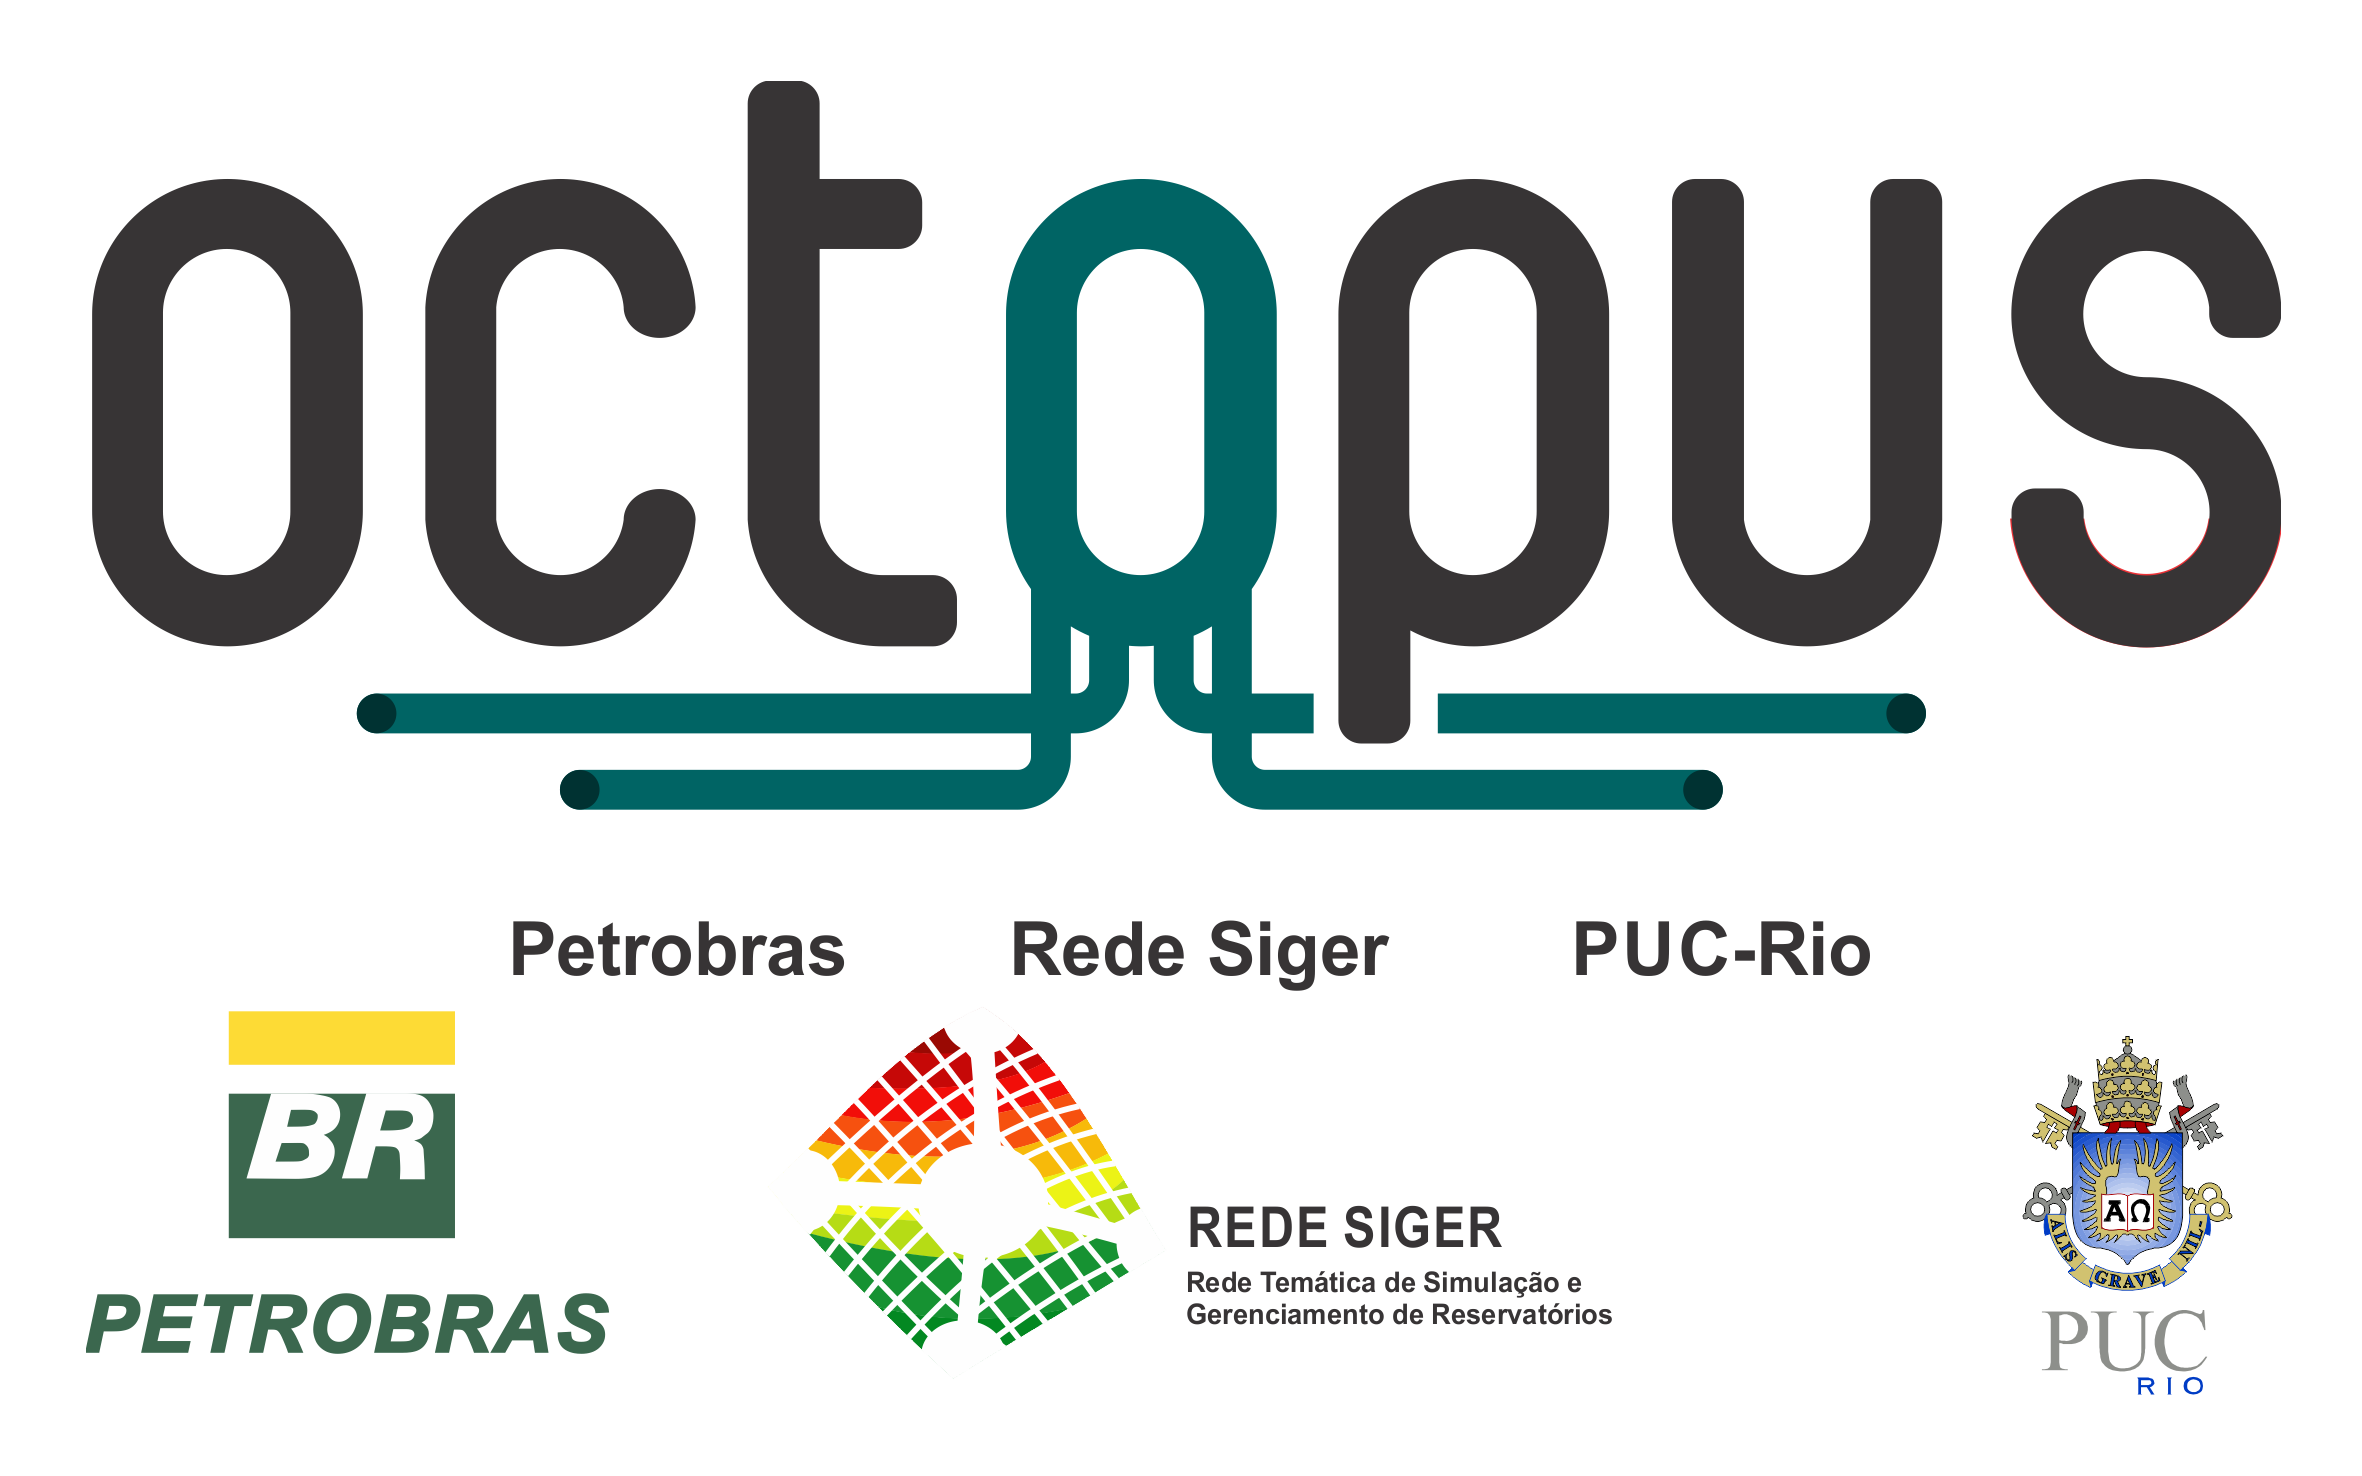 octopus
Petrobras Rede Siger PUC-Rio
BR
PETROBRAS
REDE SIGER
Rede Temática de Simulação e
Gerenciamento de Reservatórios
ΑΩ
ALIS GRAVE NIL-
PUC
RIO